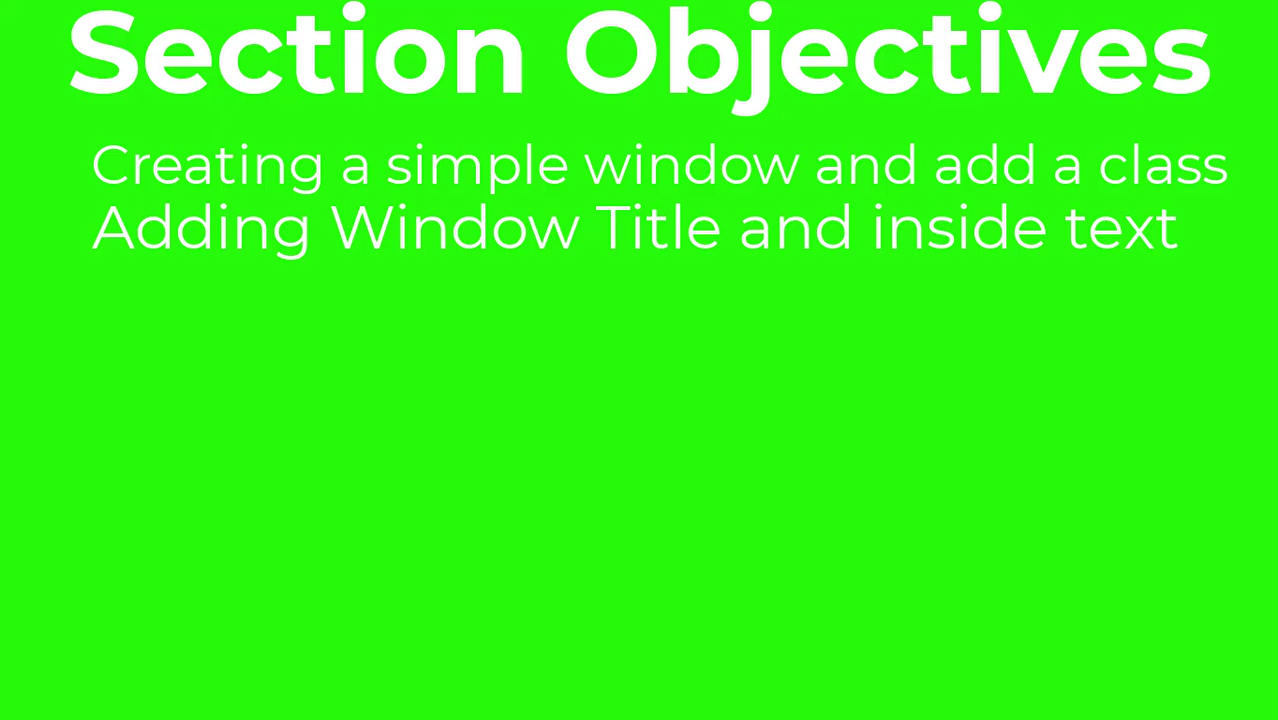 Section Objectives
Creating a simple window and add a class
Adding Window Title and inside text